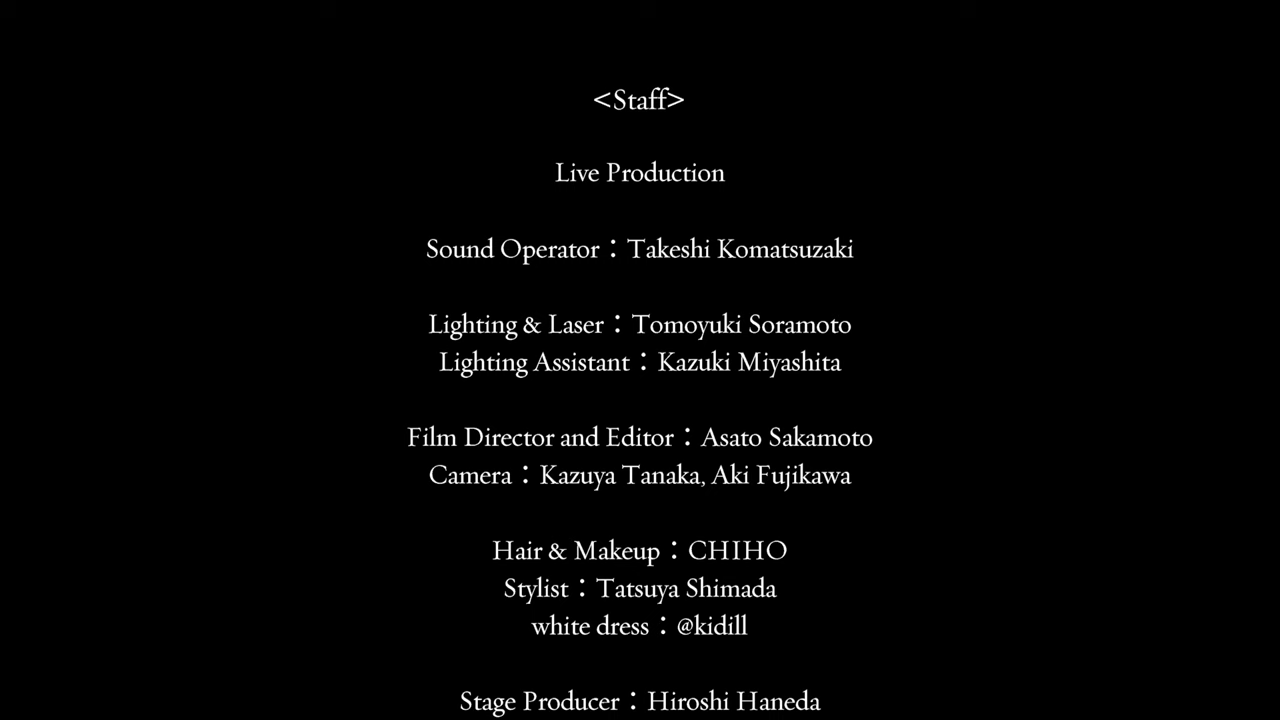 <Staff>
Live Production
Sound Operator：Takeshi Komatsuzaki
Lighting & Laser：Tomoyuki Soramoto
Lighting Assistant：Kazuki Miyashita
Film Director and Editor：Asato Sakamoto
Camera：Kazuya Tanaka, Aki Fujikawa
Hair & Makeup：CHIHO
Stylist：Tatsuya Shimada
white dress：@kidill
Stage Producer：Hiroshi Haneda